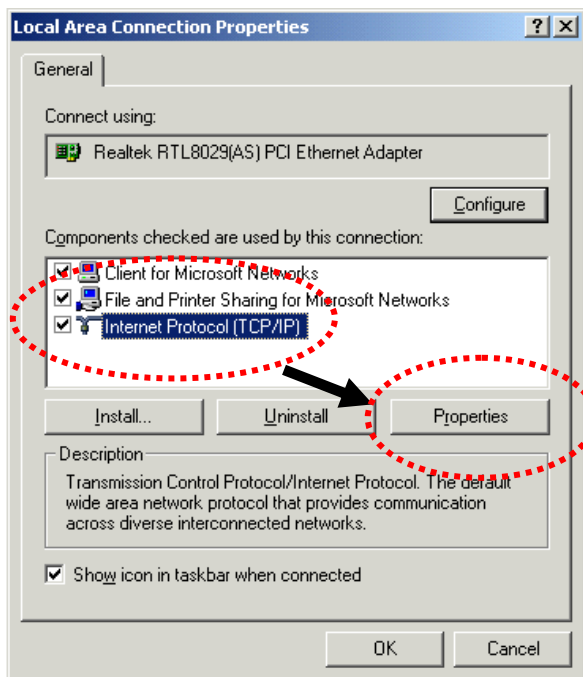 Local Area Connection Properties
General
Connect using:
Realtek RTL8029(AS) PCI Ethernet Adapter
Configure
Components checked are used by this connection:
Client for Microsoft Networks
File and Printer Sharing for Microsoft Networks
Internet Protocol (TCP/IP)
Install...
Uninstall
Properties
Description
Transmission Control Protocol/Internet Protocol. The default
wide area network protocol that provides communication
across diverse interconnected networks.
Show icon in taskbar when connected
OK
Cancel